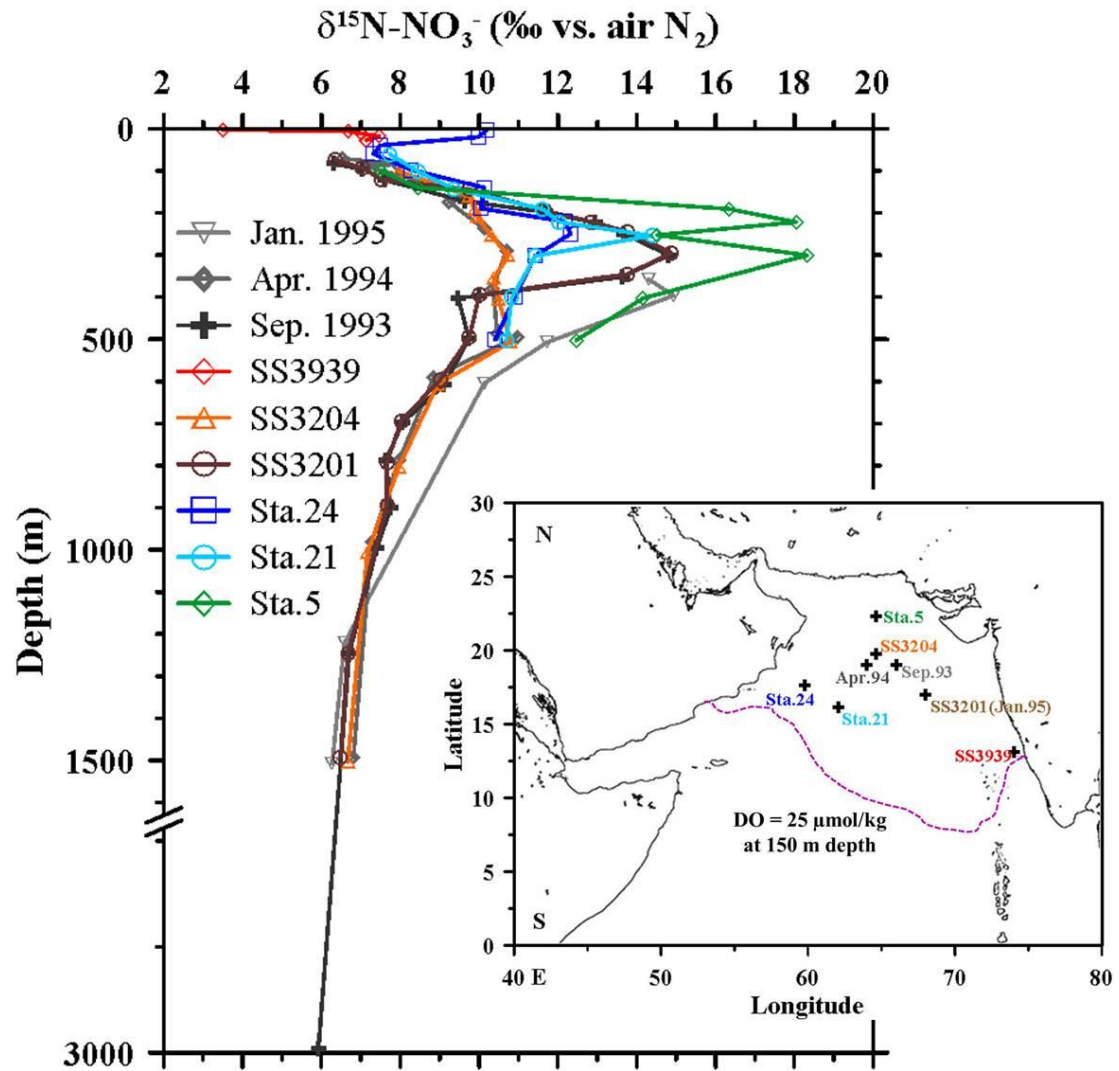 δ¹⁵N-NO₃⁻ (‰ vs. air N₂)
2 4 6 8 10 12 14 16 18 20
0
500
1000
1500
3000
Depth (m)
Jan. 1995
Apr. 1994
Sep. 1993
SS3939
SS3204
SS3201
Sta.24
Sta.21
Sta.5
30
25
20
15
10
5
0
Latitude
N
Sta.5
SS3204
Apr.94
Sep.93
Sta.24
SS3201(Jan.95)
Sta.21
SS3939
DO = 25 μmol/kg
at 150 m depth
S
40 E 50 60 70 80
Longitude